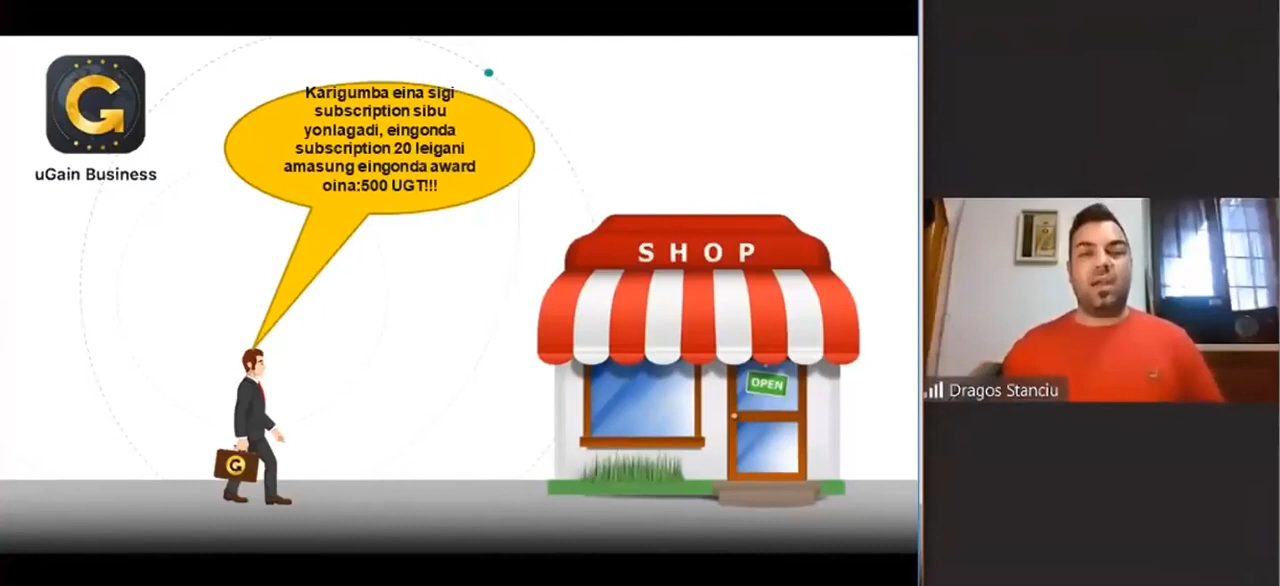 G
uGain Business
Karigumba eina sigi
subscription sibu
yonlagadi, eingonda
subscription 20 leigani
amasung eingonda award
oina:500 UGT!!!
SHOP
OPEN
G
Dragos Stanciu